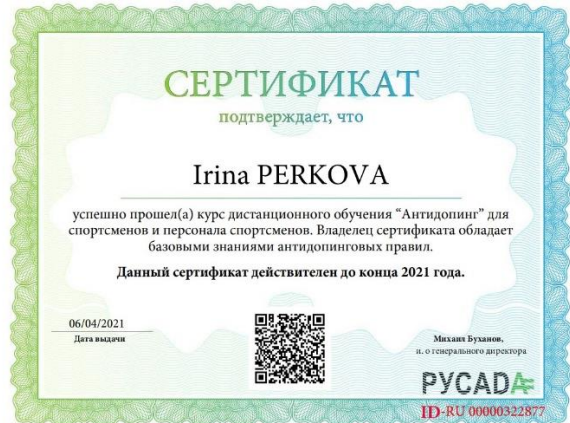 СЕРТИФИКАТ
подтверждает, что
Irina PERKOVA
успешно прошел(а) курс дистанционного обучения “Антидопинг” для
спортсменов и персонала спортсменов. Владелец сертификата обладает
базовыми знаниями антидопинговых правил.
Данный сертификат действителен до конца 2021 года.
06/04/2021
Дата выдачи
Михаил Буханов,
и. о генерального директора
РУСАДА
ID-RU 00000322877